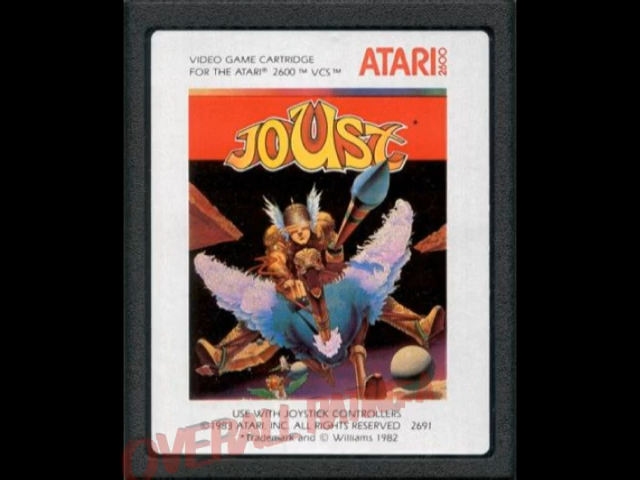 VIDEO GAME CARTRIDGE
FOR THE ATARI® 2600™ VCS™
ATARI
2600
JOUST*
USE WITH JOYSTICK CONTROLLERS
©1983 ATARI, INC. ALL RIGHTS RESERVED 2691
*Trademark and © Williams 1982
OVERALL